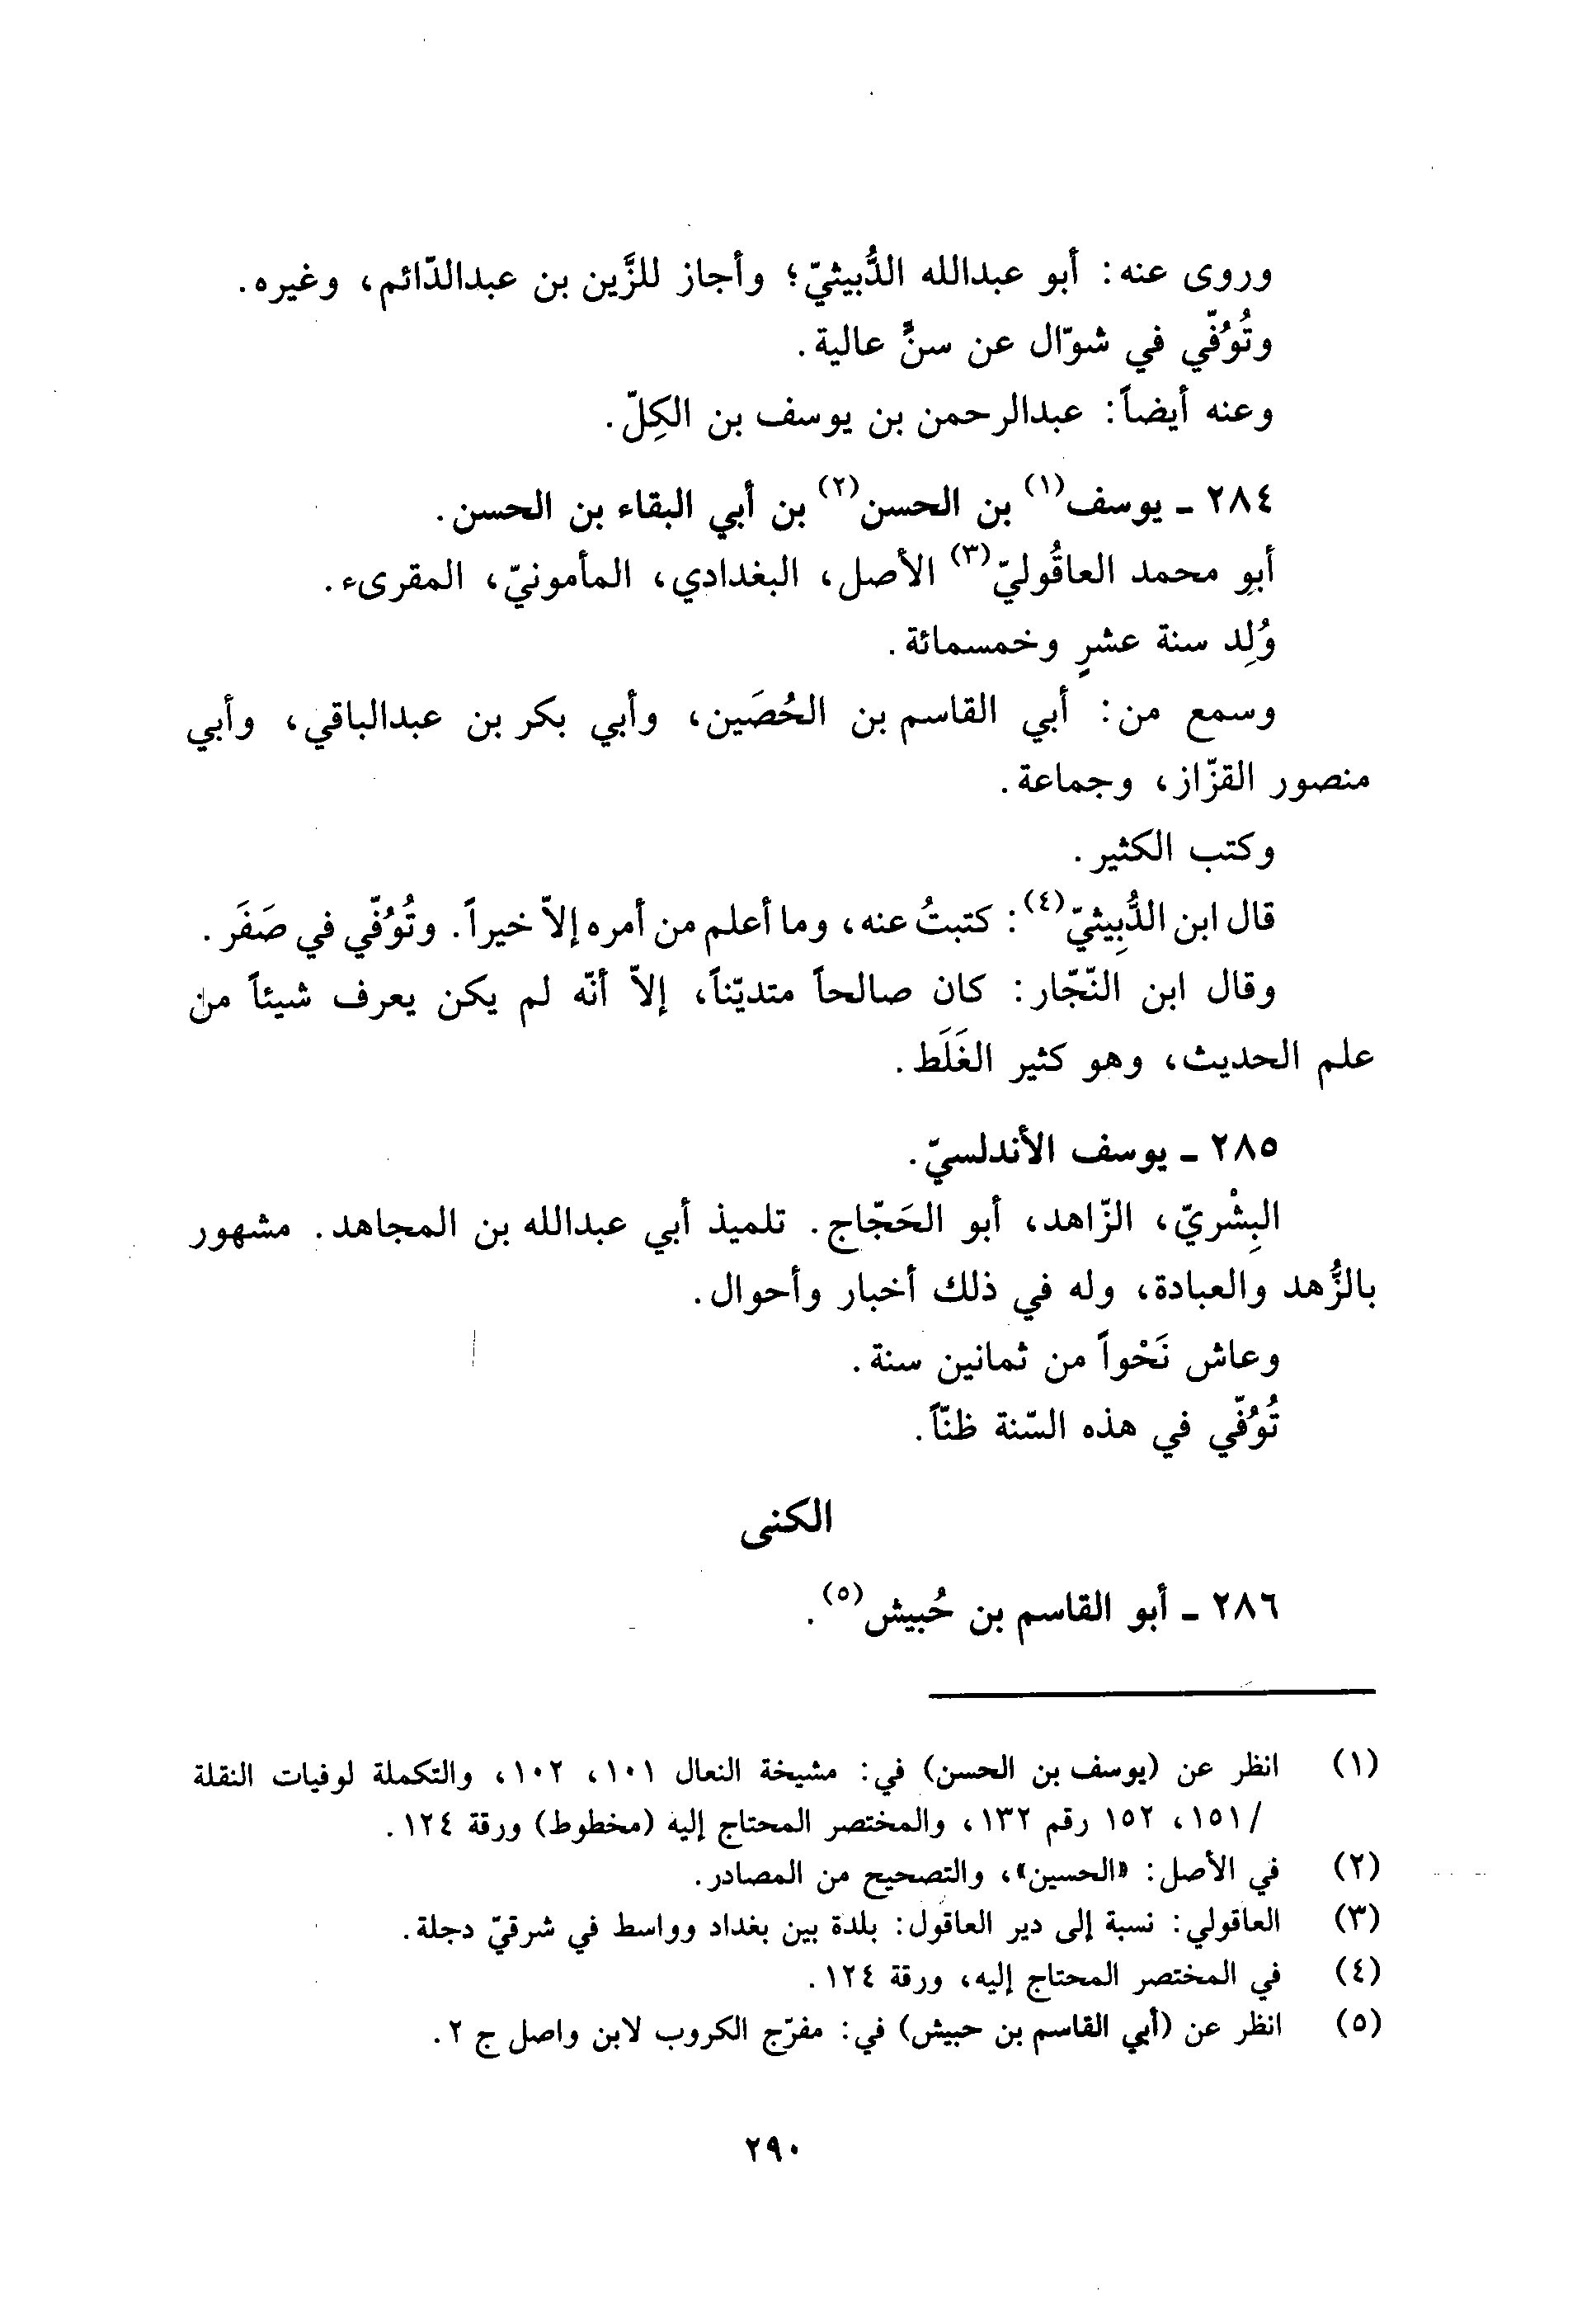 وروى عنه: أبو عبدالله الدُّبيثيّ؛ وأجاز للزَّين بن عبدالدّائم، وغيره.
وتُوُفّي في شوّال عن سنٍّ عالية.
وعنه أيضاً: عبدالرحمن بن يوسف بن الكِلّ.
٢٨٤ ـ يوسف(١) بن الحسن(٢) بن أبي البقاء بن الحسن.
أبو محمد العاقُوليّ(٣) الأصل، البغدادي، المأمونيّ، المقرىء.
وُلِد سنة عشرٍ وخمسمائة.
وسمع من: أبي القاسم بن الحُصَين، وأبي بكر بن عبدالباقي، وأبي
منصور القزّاز، وجماعة.
وكتب الكثير.
قال ابن الدُّبِيثيّ(٤): كتبتُ عنه، وما أعلم من أمره إلاّ خيراً. وتُوُفّي في صَفَر.
وقال ابن النّجّار: كان صالحاً متديّناً، إلاّ أنّه لم يكن يعرف شيئاً من
علم الحديث، وهو كثير الغَلَط.
٢٨٥ ـ يوسف الأندلسيّ.
البِشْريّ، الزّاهد، أبو الحَجّاج. تلميذ أبي عبدالله بن المجاهد. مشهور
بالزُّهد والعبادة، وله في ذلك أخبار وأحوال.
وعاش نَحْواً من ثمانين سنة.
تُوُفّي في هذه السّنة ظنّاً.
الكنى
٢٨٦ ـ أبو القاسم بن حُبيش(٥).
(١) انظر عن (يوسف بن الحسن) في: مشيخة النعال ١٠١، ١٠٢، والتكملة لوفيات النقلة
/١٥١، ١٥٢ رقم ١٣٢، والمختصر المحتاج إليه (مخطوط) ورقة ١٢٤.
(٢) في الأصل: «الحسين»، والتصحيح من المصادر.
(٣) العاقولي: نسبة إلى دير العاقول: بلدة بين بغداد وواسط في شرقيّ دجلة.
(٤) في المختصر المحتاج إليه، ورقة ١٢٤.
(٥) انظر عن (أبي القاسم بن حبيش) في: مفرّج الكروب لابن واصل ج ٢.
٢٩٠